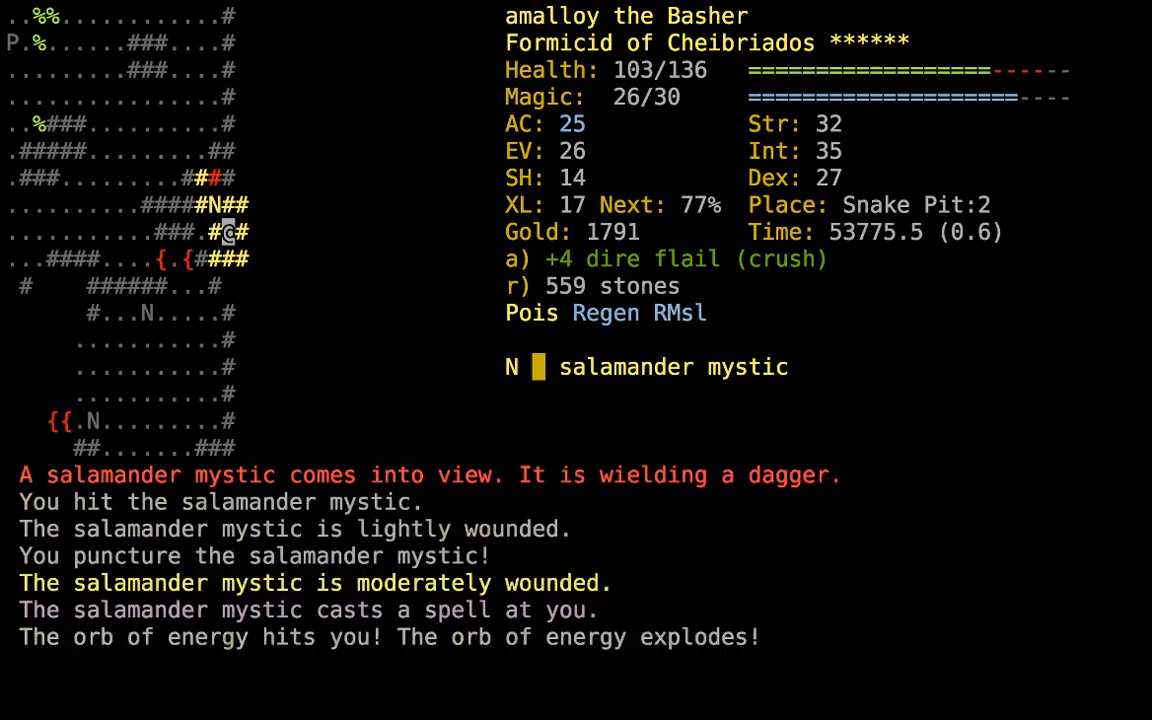 ..%%............# amalloy the Basher
P.%......###....# Formicid of Cheibriados ******
.........###....# Health: 103/136 ==================------
................# Magic: 26/30 ====================----
..%###..........# AC: 25 Str: 32
.#####.........## EV: 26 Int: 35
.###.........#### SH: 14 Dex: 27
..........#####N## XL: 17 Next: 77% Place: Snake Pit:2
...........###.#@# Gold: 1791 Time: 53775.5 (0.6)
...####....{.{#### a) +4 dire flail (crush)
# ######...# r) 559 stones
#...N.....# Pois Regen RMsl
...........#
...........# N salamander mystic
...........#
{{.N.........#
##.......###
A salamander mystic comes into view. It is wielding a dagger.
You hit the salamander mystic.
The salamander mystic is lightly wounded.
You puncture the salamander mystic!
The salamander mystic is moderately wounded.
The salamander mystic casts a spell at you.
The orb of energy hits you! The orb of energy explodes!